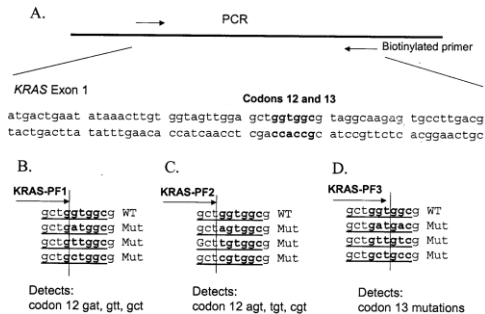 A.
PCR
Biotinylated primer
KRAS Exon 1
Codons 12 and 13
atgactgaat ataaacttgt ggtagttgga gctggtggcg taggcaagag tgccttgacg
tactgactta tatttgaaca ccatcaacct cgaccaccgc atccgttctc acggaactgc
B.
KRAS-PF1
gctggtggcg WT
gctgatggcg Mut
gctgttggcg Mut
gctgctggcg Mut
Detects:
codon 12 gat, gtt, gct
C.
KRAS-PF2
gctggtggcg WT
gctagtggcg Mut
Gcttgtggcg Mut
gctcgtggcg Mut
Detects:
codon 12 agt, tgt, cgt
D.
KRAS-PF3
gctggtggcg WT
gctgatgacg Mut
gctgttgtcg Mut
gctgctgccg Mut
Detects:
codon 13 mutations